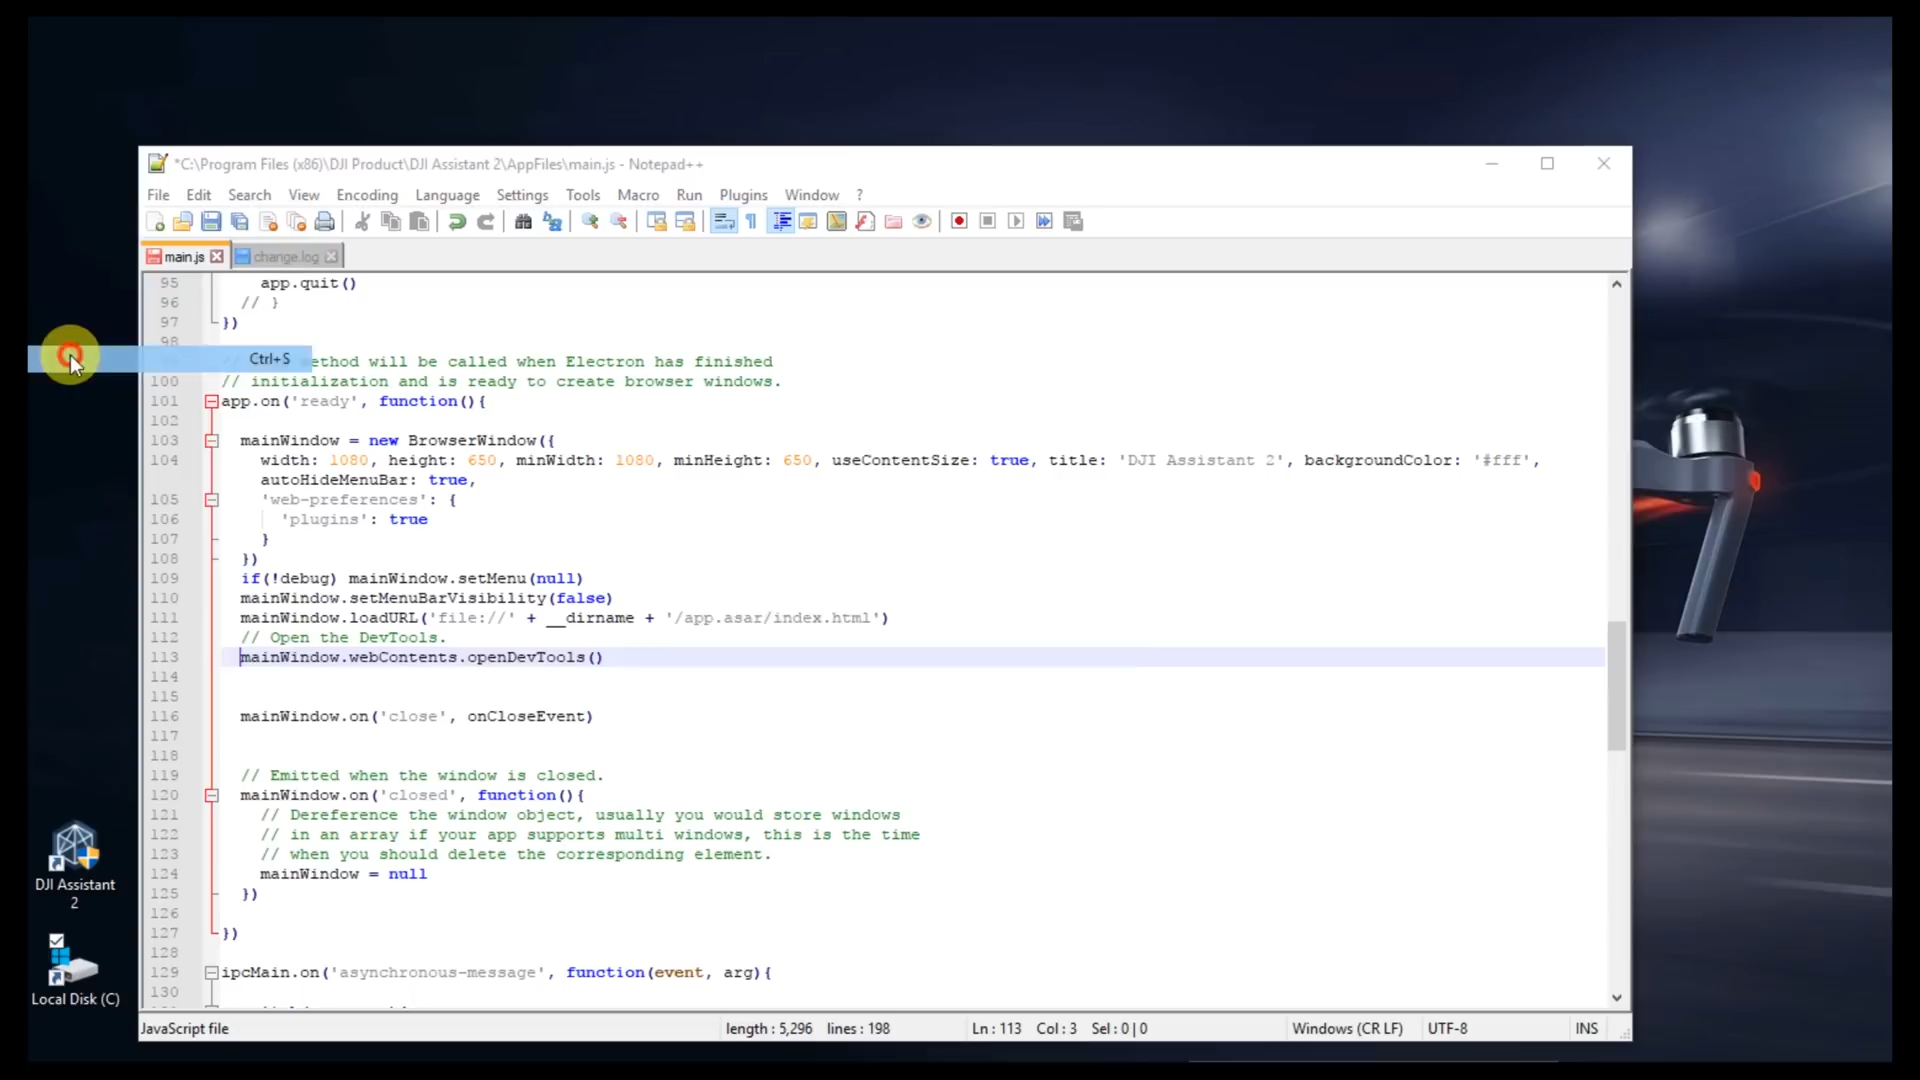 *C:\Program Files (x86)\DJI Product\DJI Assistant 2\AppFiles\main.js - Notepad++
File Edit Search View Encoding Language Settings Tools Macro Run Plugins Window ?
main.js change.log
95 app.quit()
96 // }
97 })
98
Ctrl+S ethod will be called when Electron has finished
100 // initialization and is ready to create browser windows.
101 app.on('ready', function(){
102
103 mainWindow = new BrowserWindow({
104 width: 1080, height: 650, minWidth: 1080, minHeight: 650, useContentSize: true, title: 'DJI Assistant 2', backgroundColor: '#fff',
autoHideMenuBar: true,
105 'web-preferences': {
106 'plugins': true
107 }
108 })
109 if(!debug) mainWindow.setMenu(null)
110 mainWindow.setMenuBarVisibility(false)
111 mainWindow.loadURL('file://' + __dirname + '/app.asar/index.html')
112 // Open the DevTools.
113 mainWindow.webContents.openDevTools()
114
115
116 mainWindow.on('close', onCloseEvent)
117
118
119 // Emitted when the window is closed.
120 mainWindow.on('closed', function(){
121 // Dereference the window object, usually you would store windows
122 // in an array if your app supports multi windows, this is the time
123 // when you should delete the corresponding element.
124 mainWindow = null
125 })
126
127 })
128
129 ipcMain.on('asynchronous-message', function(event, arg){
130
JavaScript file length : 5,296 lines : 198 Ln : 113 Col : 3 Sel : 0 | 0 Windows (CR LF) UTF-8 INS
DJI Assistant
2
Local Disk (C)